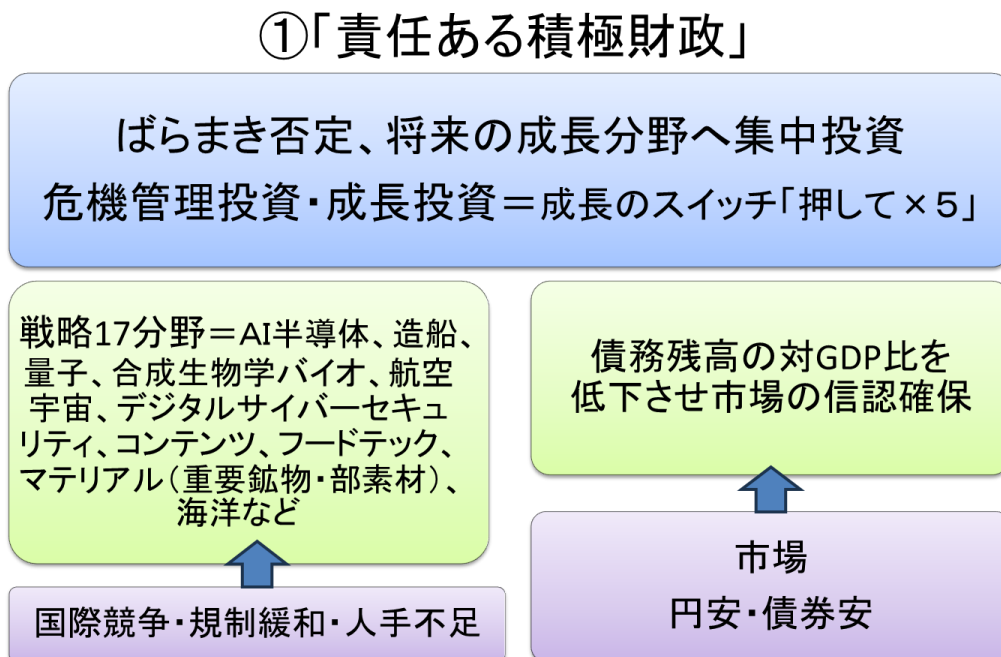 ①「責任ある積極財政」
ばらまき否定、将来の成長分野へ集中投資
危機管理投資・成長投資＝成長のスイッチ「押して×５」
戦略17分野＝AI半導体、造船、
量子、合成生物学バイオ、航空
宇宙、デジタルサイバーセキュ
リティ、コンテンツ、フードテック、
マテリアル（重要鉱物・部素材）、
海洋など
債務残高の対GDP比を
低下させ市場の信認確保
国際競争・規制緩和・人手不足
市場
円安・債券安